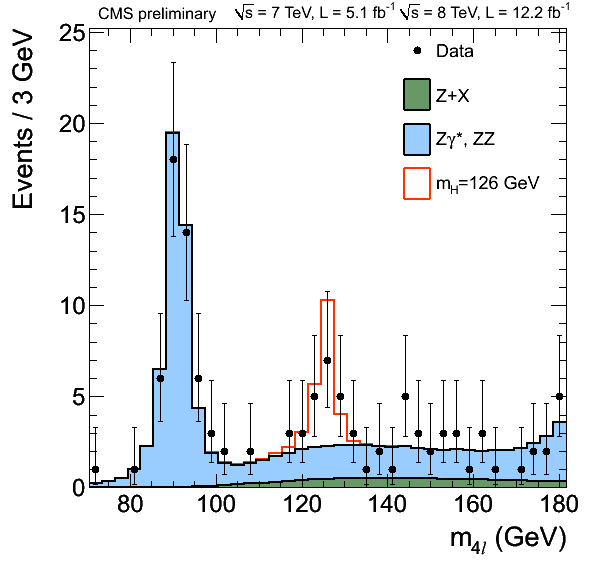 CMS preliminary √s = 7 TeV, L = 5.1 fb⁻¹ √s = 8 TeV, L = 12.2 fb⁻¹
Events / 3 GeV
25
20
15
10
5
0
Data
Z+X
Zγ*, ZZ
m_H=126 GeV
80 100 120 140 160 180
m_4l (GeV)